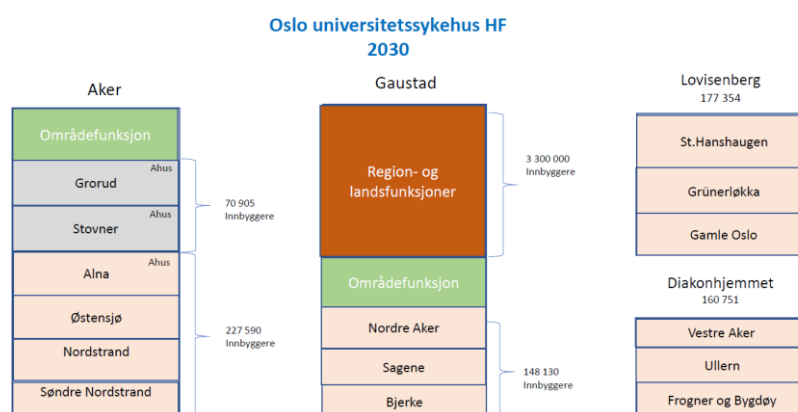 Oslo universitetssykehus HF
2030
Aker
Områdefunksjon
Ahus
Grorud
Ahus
Stovner
70 905
Innbyggere
Ahus
Alna
Østensjø
Nordstrand
Søndre Nordstrand
227 590
Innbyggere
Gaustad
Region- og
landsfunksjoner
3 300 000
Innbyggere
Områdefunksjon
Nordre Aker
Sagene
Bjerke
148 130
Innbyggere
Lovisenberg
177 354
St.Hanshaugen
Grünerløkka
Gamle Oslo
Diakonhjemmet
160 751
Vestre Aker
Ullern
Frogner og Bygdøy